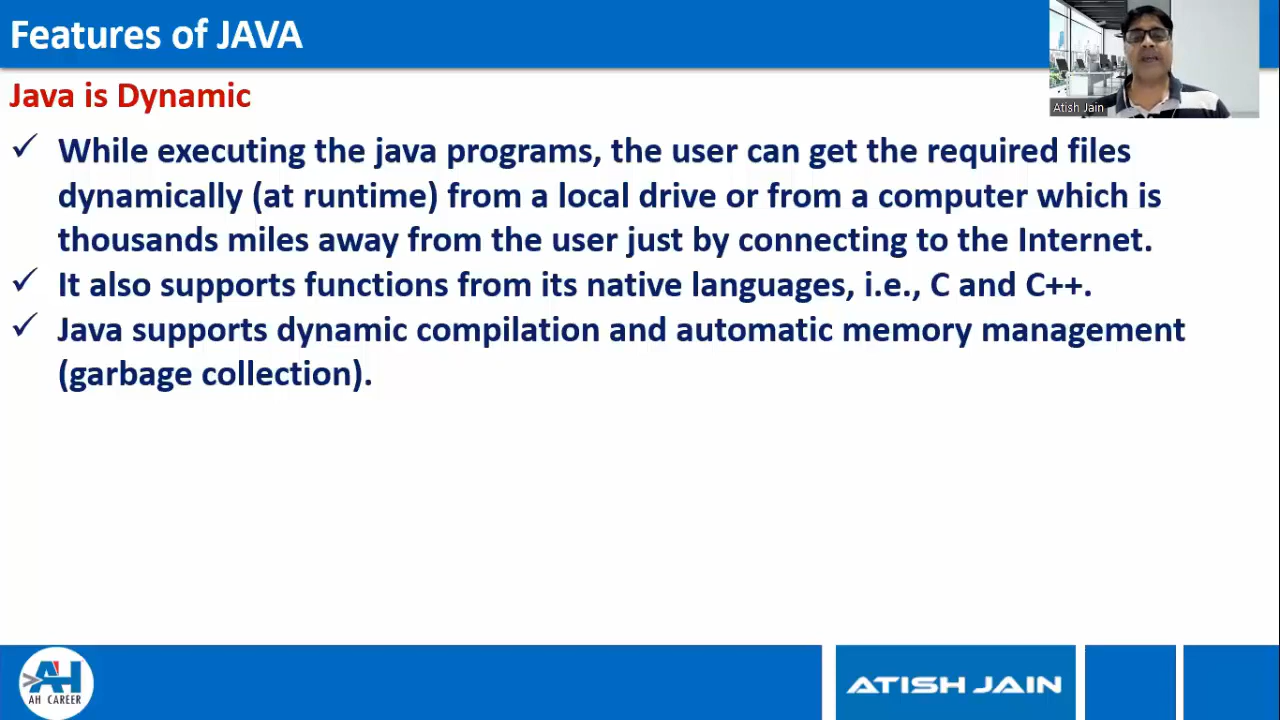 Features of JAVA
Atish Jain
Java is Dynamic
✓ While executing the java programs, the user can get the required files
dynamically (at runtime) from a local drive or from a computer which is
thousands miles away from the user just by connecting to the Internet.
✓ It also supports functions from its native languages, i.e., C and C++.
✓ Java supports dynamic compilation and automatic memory management
(garbage collection).
AH
AH CAREER
ATISH JAIN